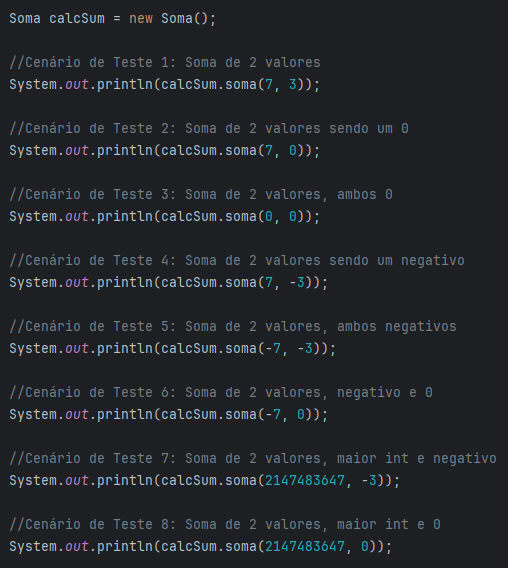 Soma calcSum = new Soma();
//Cenário de Teste 1: Soma de 2 valores
System.out.println(calcSum.soma(7, 3));
//Cenário de Teste 2: Soma de 2 valores sendo um 0
System.out.println(calcSum.soma(7, 0));
//Cenário de Teste 3: Soma de 2 valores, ambos 0
System.out.println(calcSum.soma(0, 0));
//Cenário de Teste 4: Soma de 2 valores sendo um negativo
System.out.println(calcSum.soma(7, -3));
//Cenário de Teste 5: Soma de 2 valores, ambos negativos
System.out.println(calcSum.soma(-7, -3));
//Cenário de Teste 6: Soma de 2 valores, negativo e 0
System.out.println(calcSum.soma(-7, 0));
//Cenário de Teste 7: Soma de 2 valores, maior int e negativo
System.out.println(calcSum.soma(2147483647, -3));
//Cenário de Teste 8: Soma de 2 valores, maior int e 0
System.out.println(calcSum.soma(2147483647, 0));